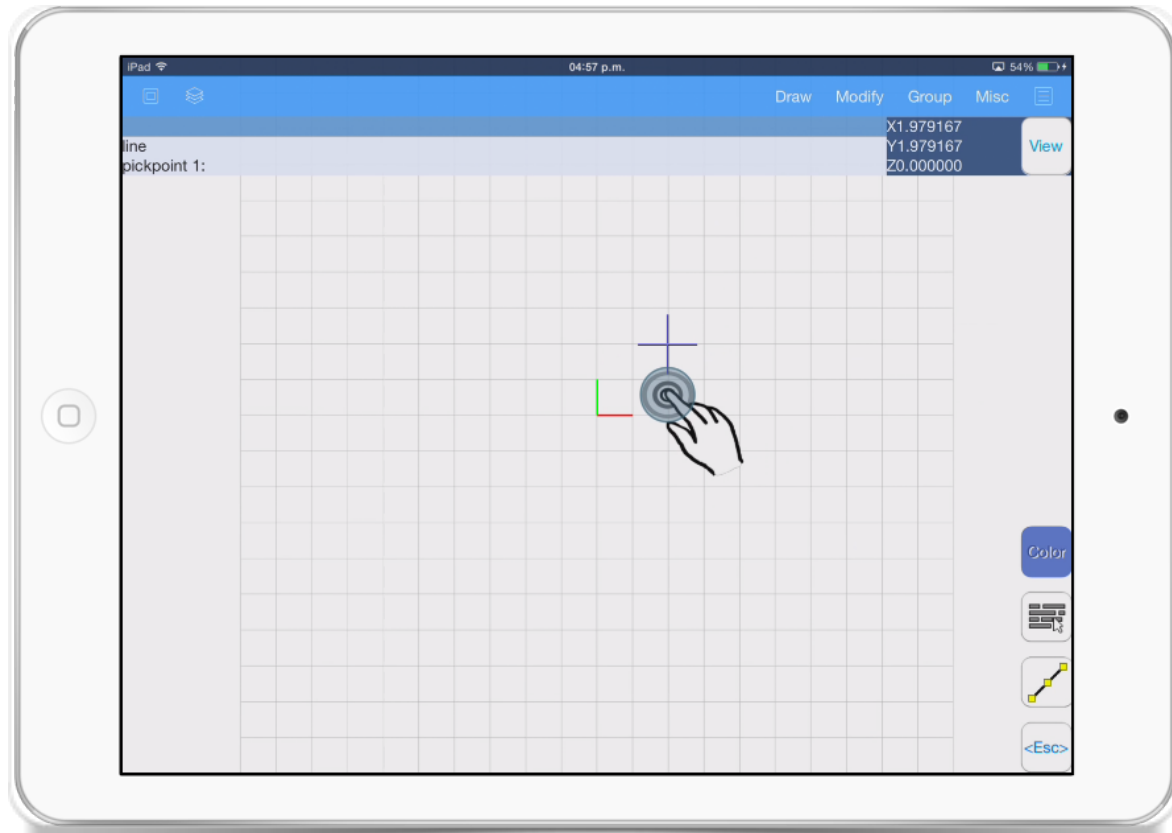 iPad 04:57 p.m. 54%
Draw Modify Group Misc
X1.979167
line Y1.979167 View
pickpoint 1: Z0.000000
Color
<Esc>